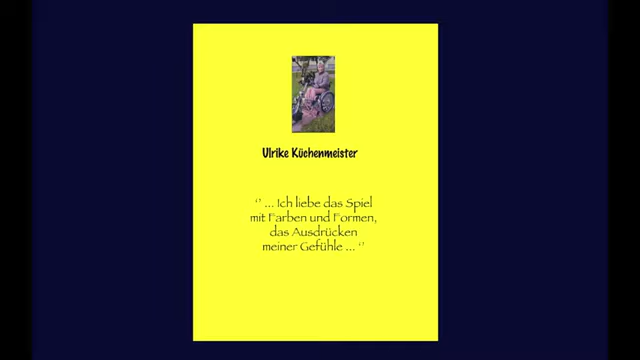 Ulrike Küchenmeister
‘’ ... Ich liebe das Spiel
mit Farben und Formen,
das Ausdrücken
meiner Gefühle ... ‘’